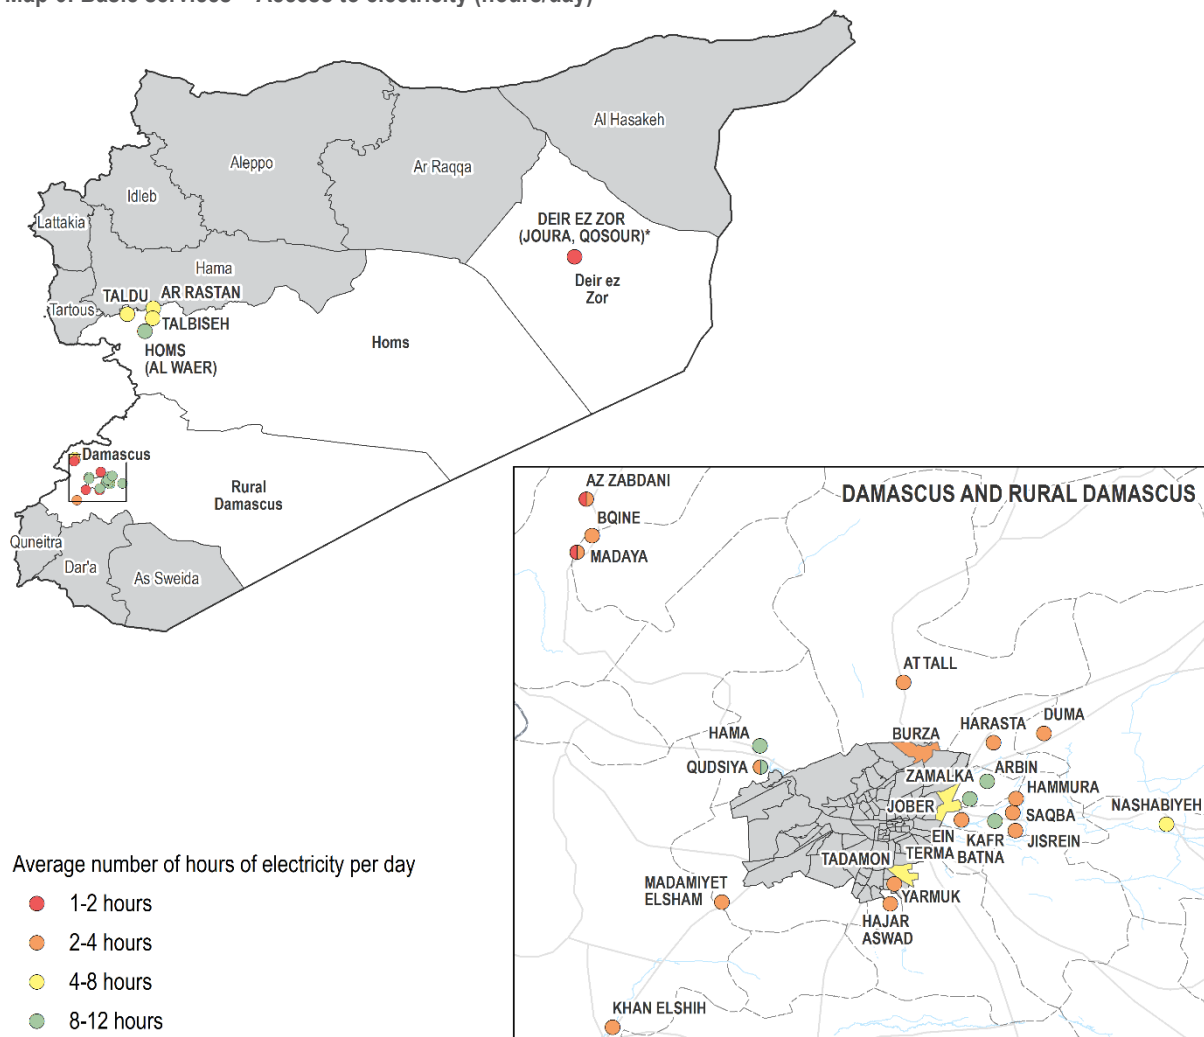 Map 6: Basic services – Access to electricity (hours/day)
Al Hasakeh
Aleppo
Ar Raqqa
Idleb
Lattakia
DEIR EZ ZOR
(JOURA, QOSOUR)*
Deir ez
Zor
Hama
TALDU
AR RASTAN
Tartous
TALBISEH
HOMS
(AL WAER)
Homs
Damascus
Rural
Damascus
Quneitra
Dar'a
As Sweida
DAMASCUS AND RURAL DAMASCUS
AZ ZABDANI
BQINE
MADAYA
AT TALL
HAMA
QUDSIYA
BURZA
HARASTA
DUMA
ZAMALKA
ARBIN
HAMMURA
JOBER
SAQBA
NASHABIYEH
EIN
TERMA
KAFR
BATNA
JISREIN
TADAMON
YARMUK
MADAMIYET
ELSHAM
HAJAR
ASWAD
KHAN ELSHIH
Average number of hours of electricity per day
1-2 hours
2-4 hours
4-8 hours
8-12 hours